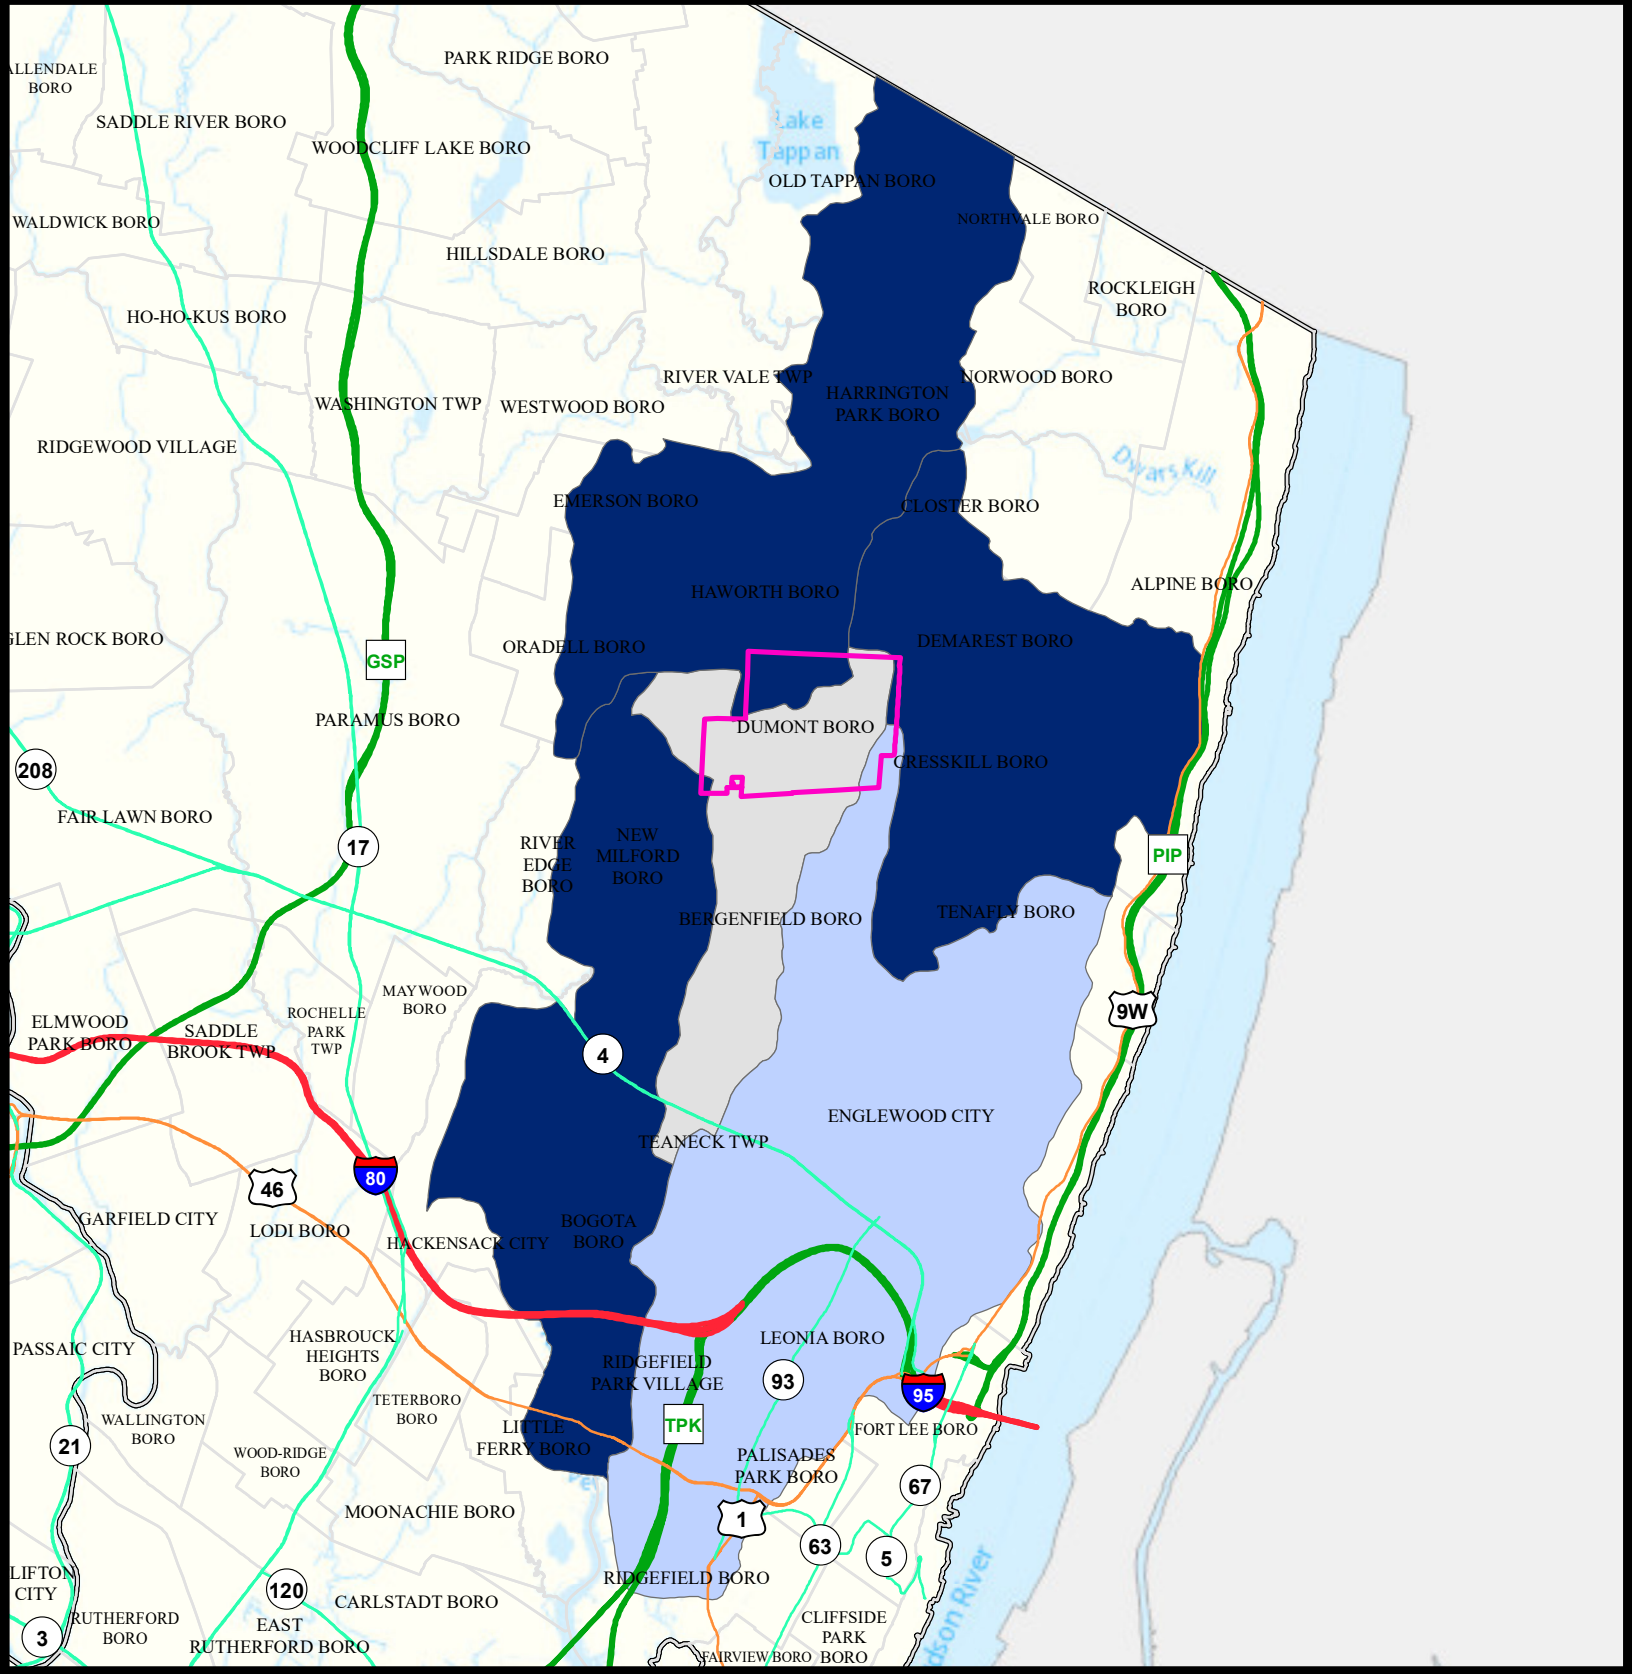 PARK RIDGE BORO
ALLENDALE
BORO
SADDLE RIVER BORO
Lake
Tappan
WOODCLIFF LAKE BORO
OLD TAPPAN BORO
WALDWICK BORO
NORTHVALE BORO
HILLSDALE BORO
ROCKLEIGH
BORO
HO-HO-KUS BORO
RIVER VALE TWP
NORWOOD BORO
HARRINGTON
PARK BORO
WASHINGTON TWP
WESTWOOD BORO
RIDGEWOOD VILLAGE
Dwars Kill
EMERSON BORO
CLOSTER BORO
ALPINE BORO
HAWORTH BORO
GLEN ROCK BORO
ORADELL BORO
DEMAREST BORO
GSP
PARAMUS BORO
DUMONT BORO
CRESSKILL BORO
208
FAIR LAWN BORO
17
RIVER
EDGE
BORO
NEW
MILFORD
BORO
PIP
BERGENFIELD BORO
TENAFLY BORO
MAYWOOD
BORO
9W
ROCHELLE
PARK
TWP
ELMWOOD
PARK BORO
SADDLE
BROOK TWP
4
ENGLEWOOD CITY
TEANECK TWP
80
46
GARFIELD CITY
LODI BORO
BOGOTA
BORO
HACKENSACK CITY
HASBROUCK
HEIGHTS
BORO
LEONIA BORO
PASSAIC CITY
RIDGEFIELD
PARK VILLAGE
93
95
TETERBORO
BORO
WALLINGTON
BORO
TPK
FORT LEE BORO
21
LITTLE
FERRY BORO
WOOD-RIDGE
BORO
PALISADES
PARK BORO
67
MOONACHIE BORO
1
63
5
RIDGEFIELD BORO
LIFTON
CITY
120
CARLSTADT BORO
RUTHERFORD
BORO
EAST
RUTHERFORD BORO
CLIFFSIDE
PARK
BORO
3
FAIRVIEW BORO
dson River